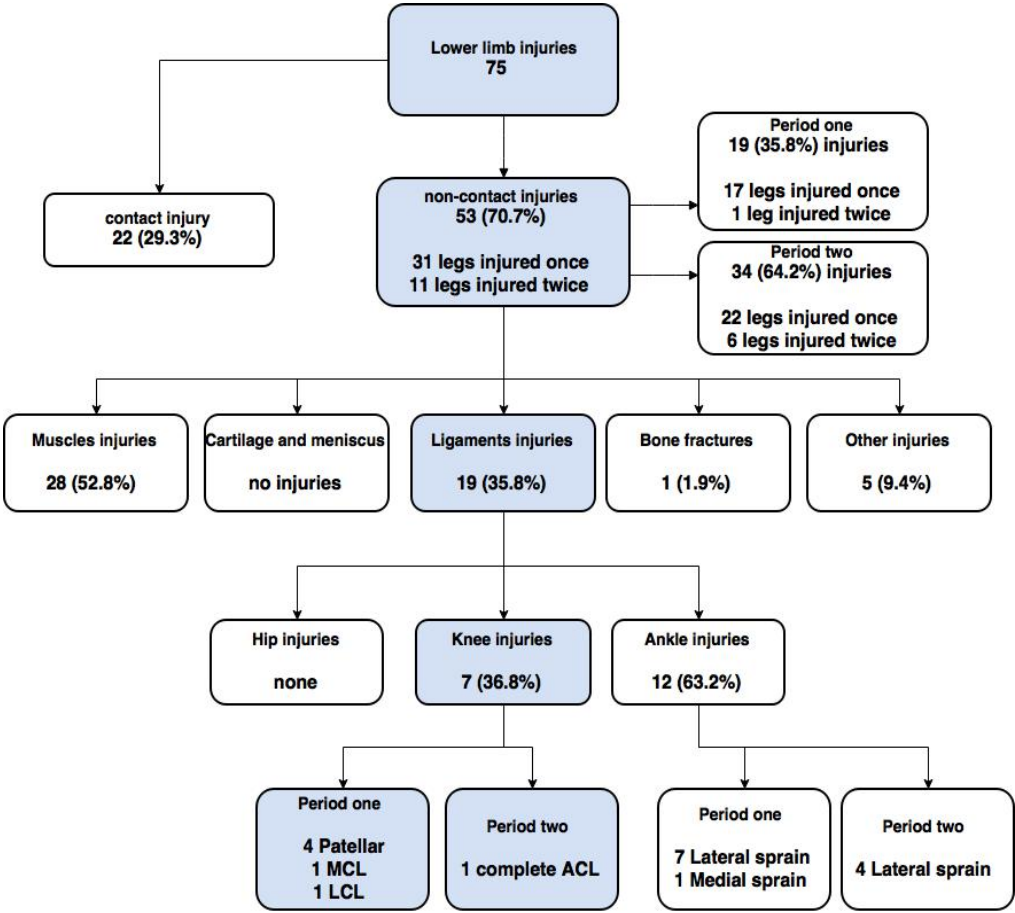 Lower limb injuries
75
Period one
19 (35.8%) injuries
17 legs injured once
1 leg injured twice
non-contact injuries
53 (70.7%)
31 legs injured once
11 legs injured twice
contact injury
22 (29.3%)
Period two
34 (64.2%) injuries
22 legs injured once
6 legs injured twice
Muscles injuries
28 (52.8%)
Cartilage and meniscus
no injuries
Ligaments injuries
19 (35.8%)
Bone fractures
1 (1.9%)
Other injuries
5 (9.4%)
Hip injuries
none
Knee injuries
7 (36.8%)
Ankle injuries
12 (63.2%)
Period one
4 Patellar
1 MCL
1 LCL
Period two
1 complete ACL
Period one
7 Lateral sprain
1 Medial sprain
Period two
4 Lateral sprain